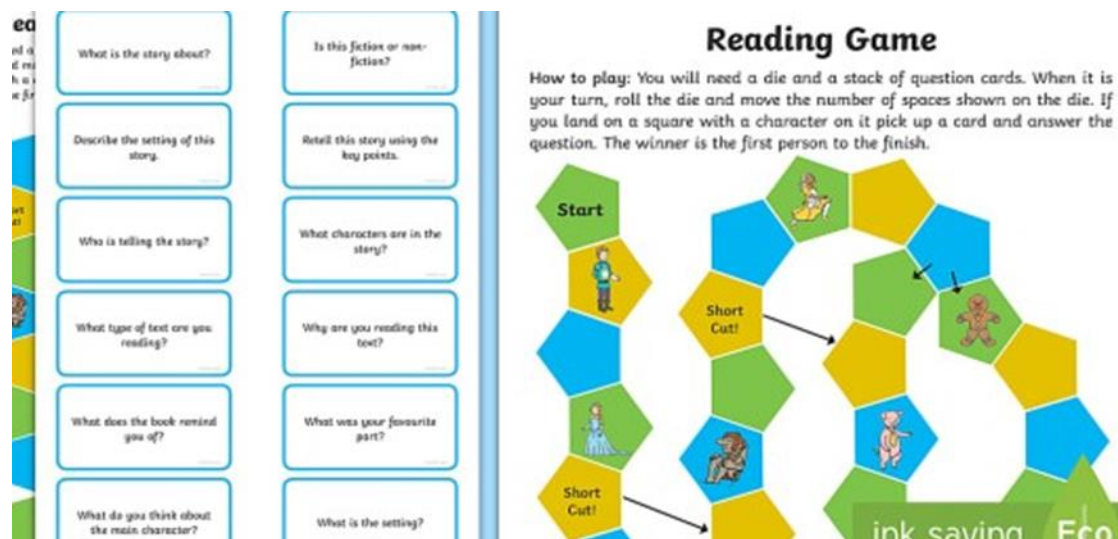 ea
What is the story about?
Is this fiction or non-
fiction?
Describe the setting of this
story.
Retell this story using the
key points.
Who is telling the story?
What characters are in the
story?
What type of text are you
reading?
Why are you reading this
text?
What does the book remind
you of?
What was your favourite
part?
What do you think about
the main character?
What is the setting?
Reading Game
How to play: You will need a die and a stack of question cards. When it is
your turn, roll the die and move the number of spaces shown on the die. If
you land on a square with a character on it pick up a card and answer the
question. The winner is the first person to the finish.
Start
Short
Cut!
Short
Cut!
ink saving
Eco